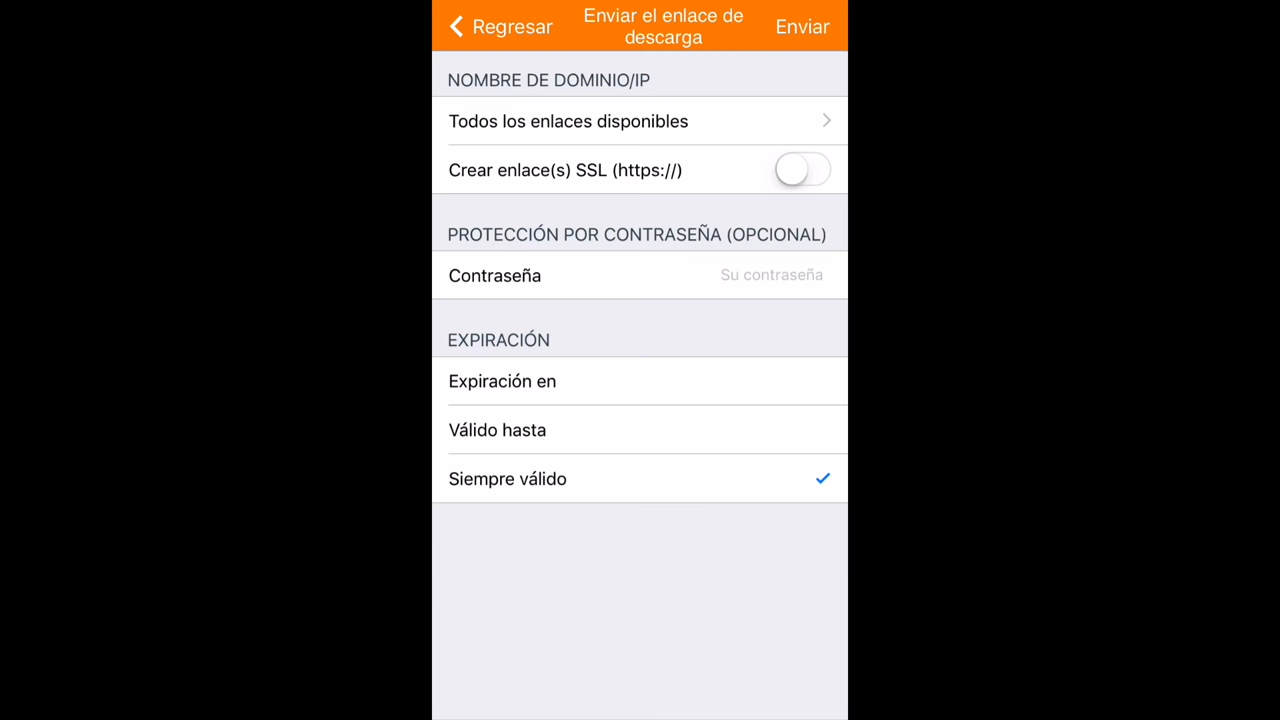 Regresar
Enviar el enlace de
descarga
Enviar
NOMBRE DE DOMINIO/IP
Todos los enlaces disponibles
Crear enlace(s) SSL (https://)
PROTECCIÓN POR CONTRASEÑA (OPCIONAL)
Contraseña Su contraseña
EXPIRACIÓN
Expiración en
Válido hasta
Siempre válido